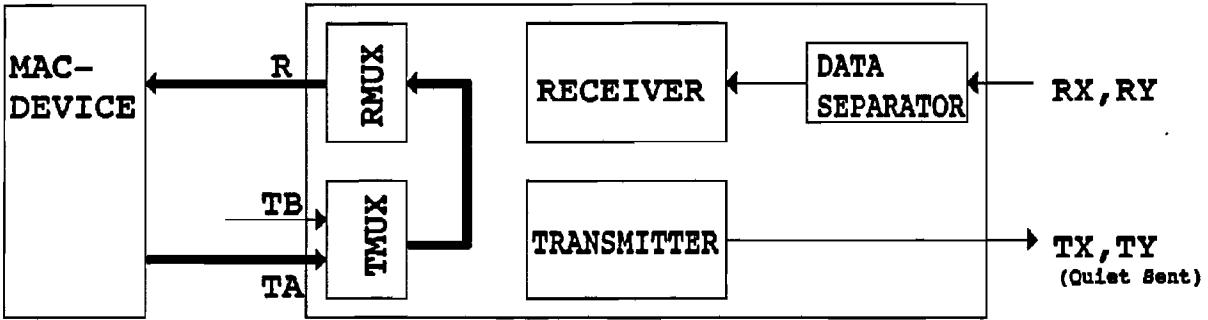 MAC-
DEVICE
R
TB
TA
RMUX
TMUX
RECEIVER
TRANSMITTER
DATA
SEPARATOR
RX,RY
TX,TY
(Quiet Sent)